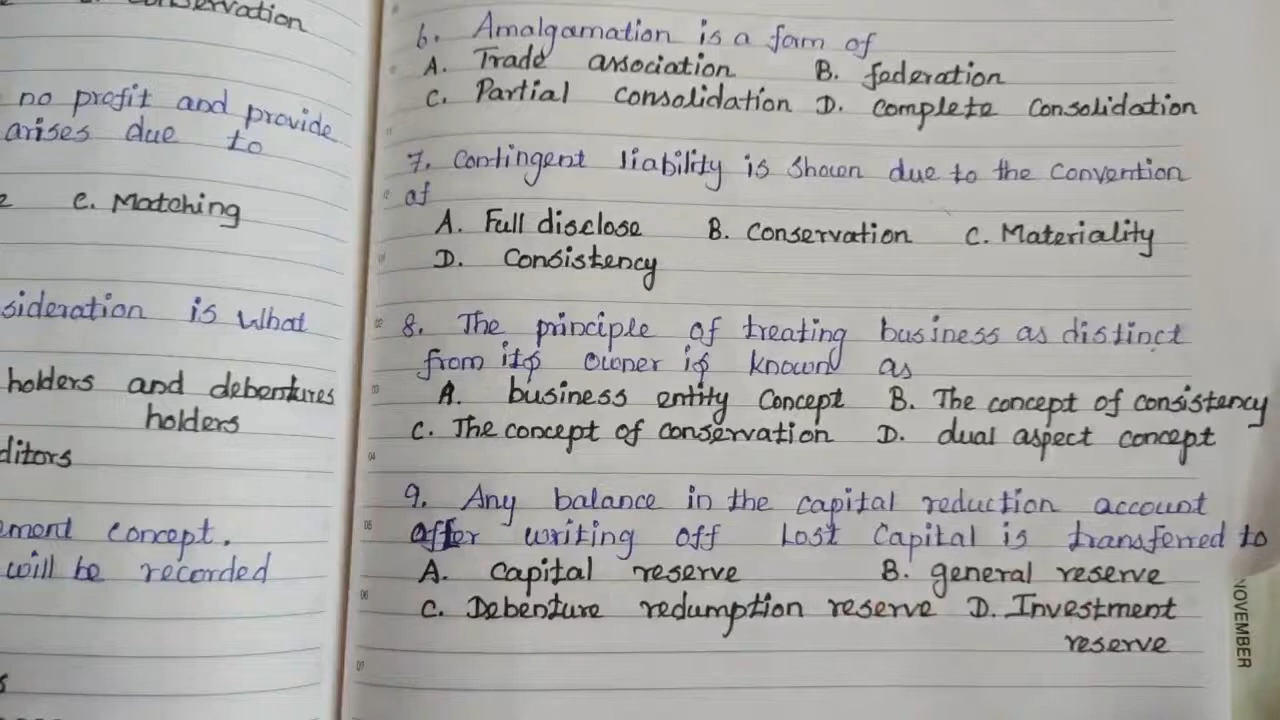 conservation
no profit and provide
arises due to
C. Matching
sideration is what
holders and debentures
holders
ditors
ement concept.
will be recorded
6. Amalgamation is a form of
A. Trade association B. federation
C. Partial consolidation D. complete consolidation
7. Contingent liability is shown due to the convention
of
A. Full disclose B. conservation C. Materiality
D. Consistency
8. The principle of treating business as distinct
from its owner is known as
A. business entity concept B. The concept of consistency
C. The concept of conservation D. dual aspect concept
9. Any balance in the capital reduction account
after writing off Lost Capital is transferred to
A. capital reserve B. general reserve
C. Debenture redumption reserve D. Investment
reserve
NOVEMBER